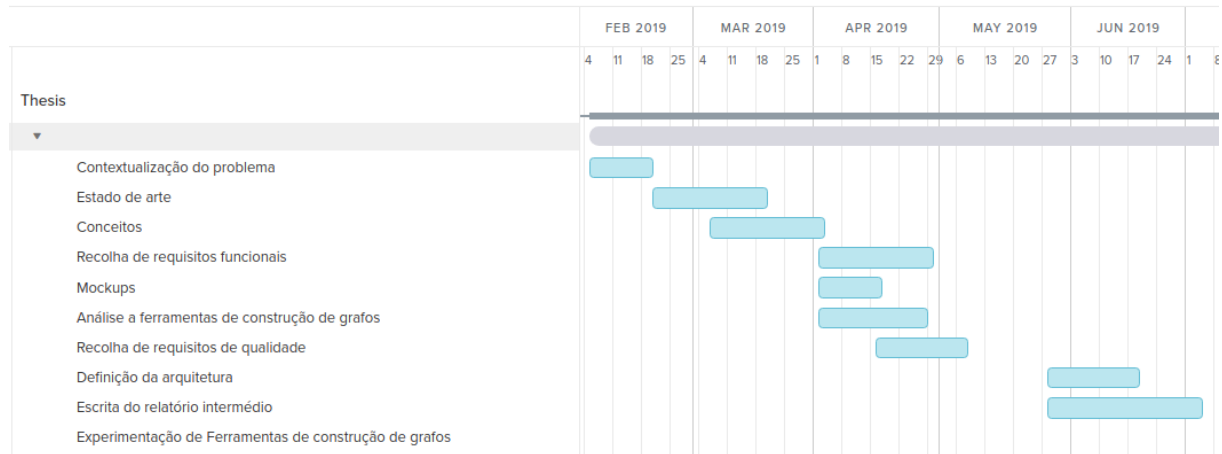 FEB 2019 MAR 2019 APR 2019 MAY 2019 JUN 2019
4 11 18 25 4 11 18 25 1 8 15 22 29 6 13 20 27 3 10 17 24 1 8
Thesis
Contextualização do problema
Estado de arte
Conceitos
Recolha de requisitos funcionais
Mockups
Análise a ferramentas de construção de grafos
Recolha de requisitos de qualidade
Definição da arquitetura
Escrita do relatório intermédio
Experimentação de Ferramentas de construção de grafos